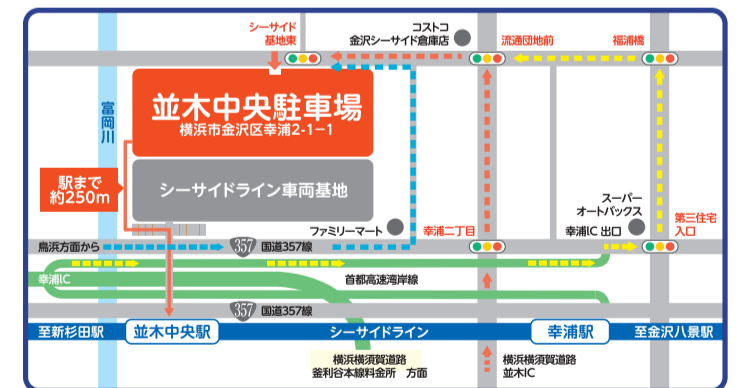 シーサイド
基地東
コストコ
金沢シーサイド倉庫店
流通団地前
福浦橋
並木中央駐車場
横浜市金沢区幸浦2-1-1
富岡川
駅まで
約250m
シーサイドライン車両基地
スーパー
オートバックス
ファミリーマート
幸浦二丁目
幸浦IC 出口
第三住宅
入口
鳥浜方面から
357
国道357線
幸浦IC
首都高速湾岸線
357
国道357線
至新杉田駅
並木中央駅
シーサイドライン
幸浦駅
至金沢八景駅
横浜横須賀道路
釜利谷本線料金所 方面
横浜横須賀道路
並木IC